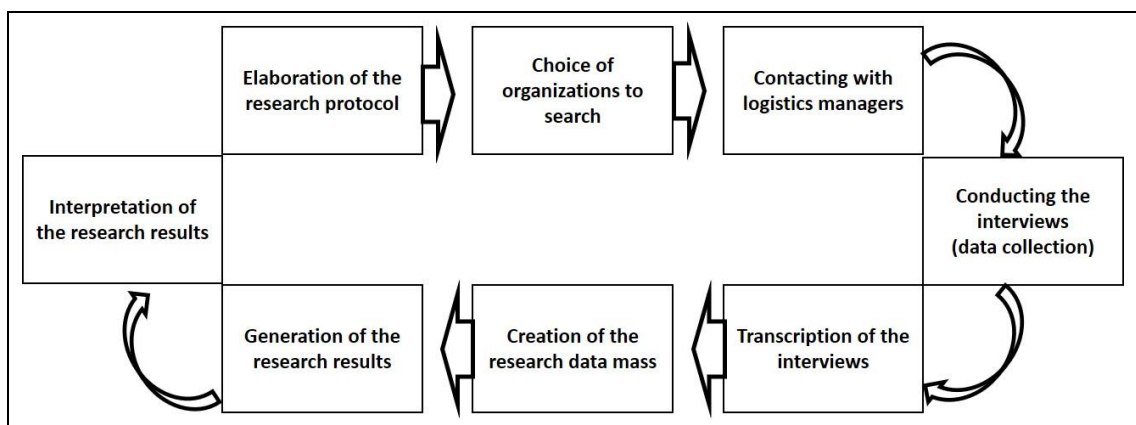 Elaboration of the
research protocol
Choice of
organizations to
search
Contacting with
logistics managers
Conducting the
interviews
(data collection)
Transcription of the
interviews
Creation of the
research data mass
Generation of the
research results
Interpretation of
the research results